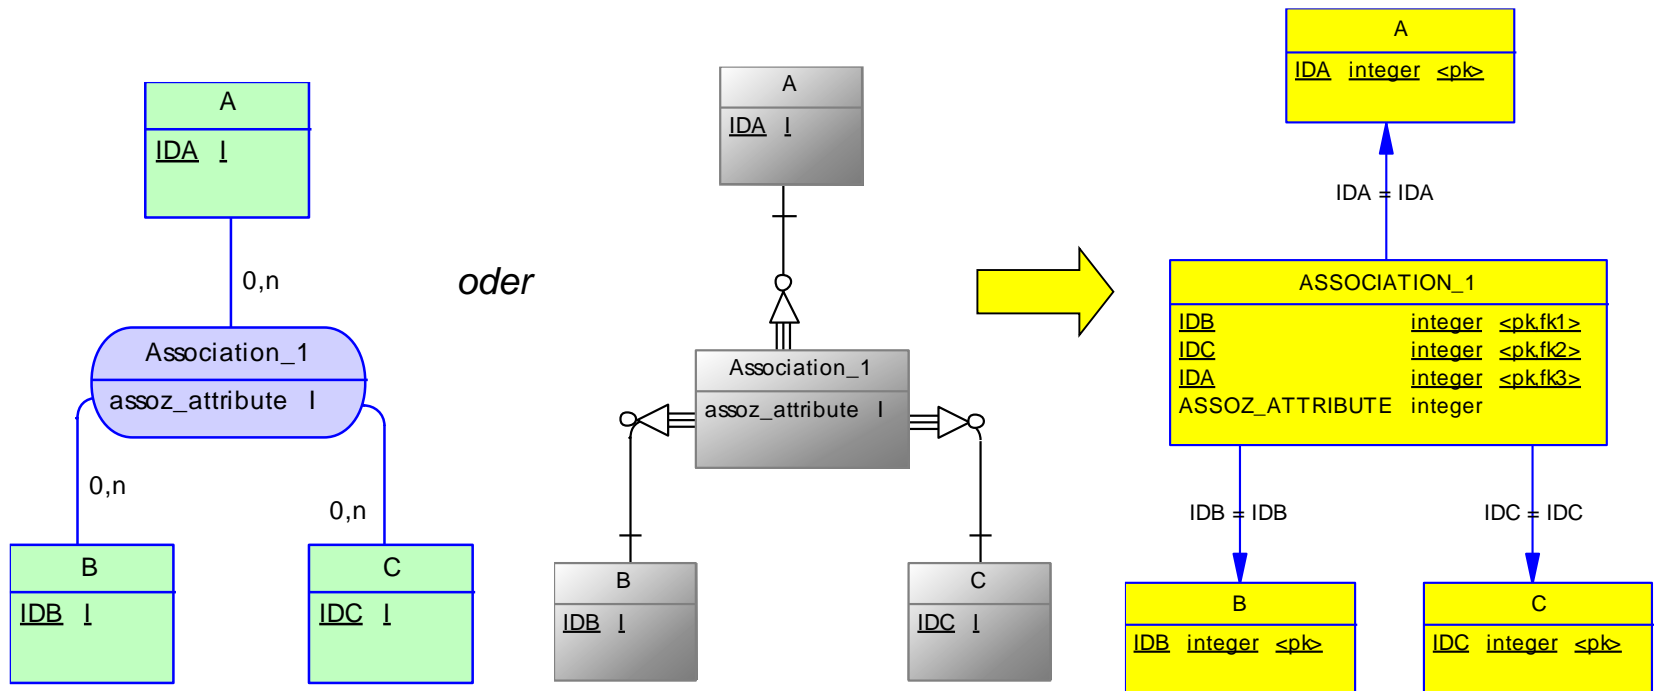 A
IDA I
0,n
Association_1
assoz_attribute I
0,n
0,n
B
IDB I
C
IDC I
oder
A
IDA I
Association_1
assoz_attribute I
B
IDB I
C
IDC I
A
IDA integer <pk>
IDA = IDA
ASSOCIATION_1
IDB integer <pk,fk1>
IDC integer <pk,fk2>
IDA integer <pk,fk3>
ASSOZ_ATTRIBUTE integer
IDB = IDB
IDC = IDC
B
IDB integer <pk>
C
IDC integer <pk>